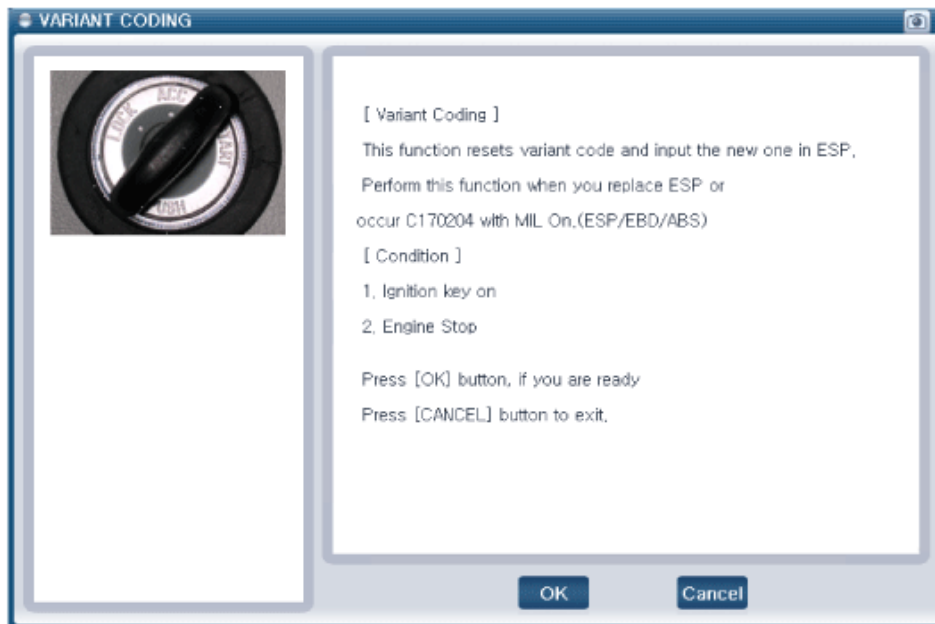 VARIANT CODING
LOCK
ACC
START
PUSH
[ Variant Coding ]
This function resets variant code and input the new one in ESP.
Perform this function when you replace ESP or
occur C170204 with MIL On.(ESP/EBD/ABS)
[ Condition ]
1. Ignition key on
2. Engine Stop
Press [OK] button, if you are ready
Press [CANCEL] button to exit.
OK
Cancel